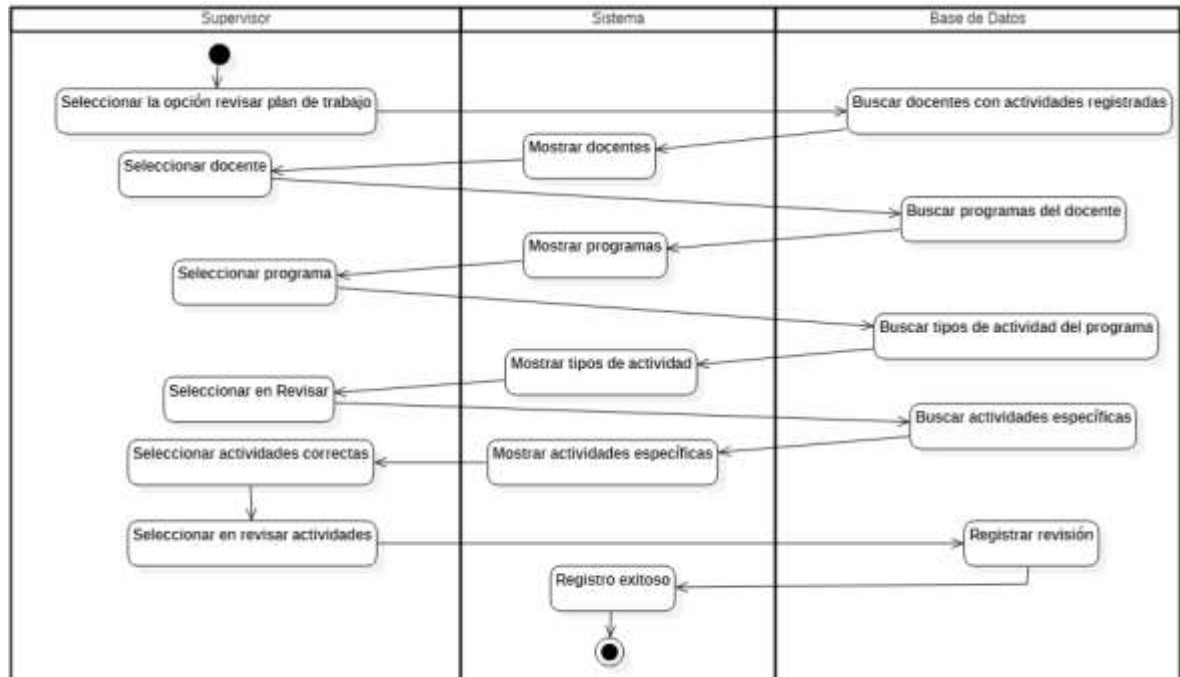 Supervisor
Sistema
Base de Datos
Seleccionar la opción revisar plan de trabajo
Buscar docentes con actividades registradas
Mostrar docentes
Seleccionar docente
Buscar programas del docente
Mostrar programas
Seleccionar programa
Buscar tipos de actividad del programa
Mostrar tipos de actividad
Seleccionar en Revisar
Buscar actividades específicas
Mostrar actividades específicas
Seleccionar actividades correctas
Seleccionar en revisar actividades
Registrar revisión
Registro exitoso